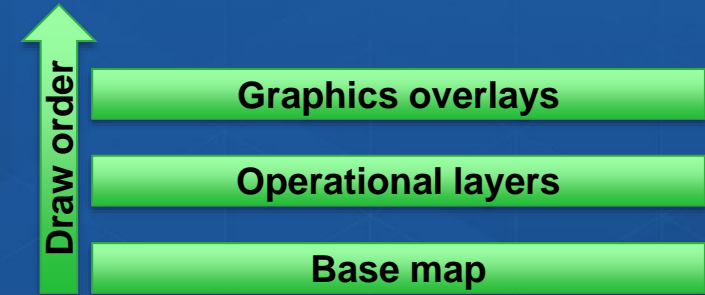 Draw order
Graphics overlays
Operational layers
Base map